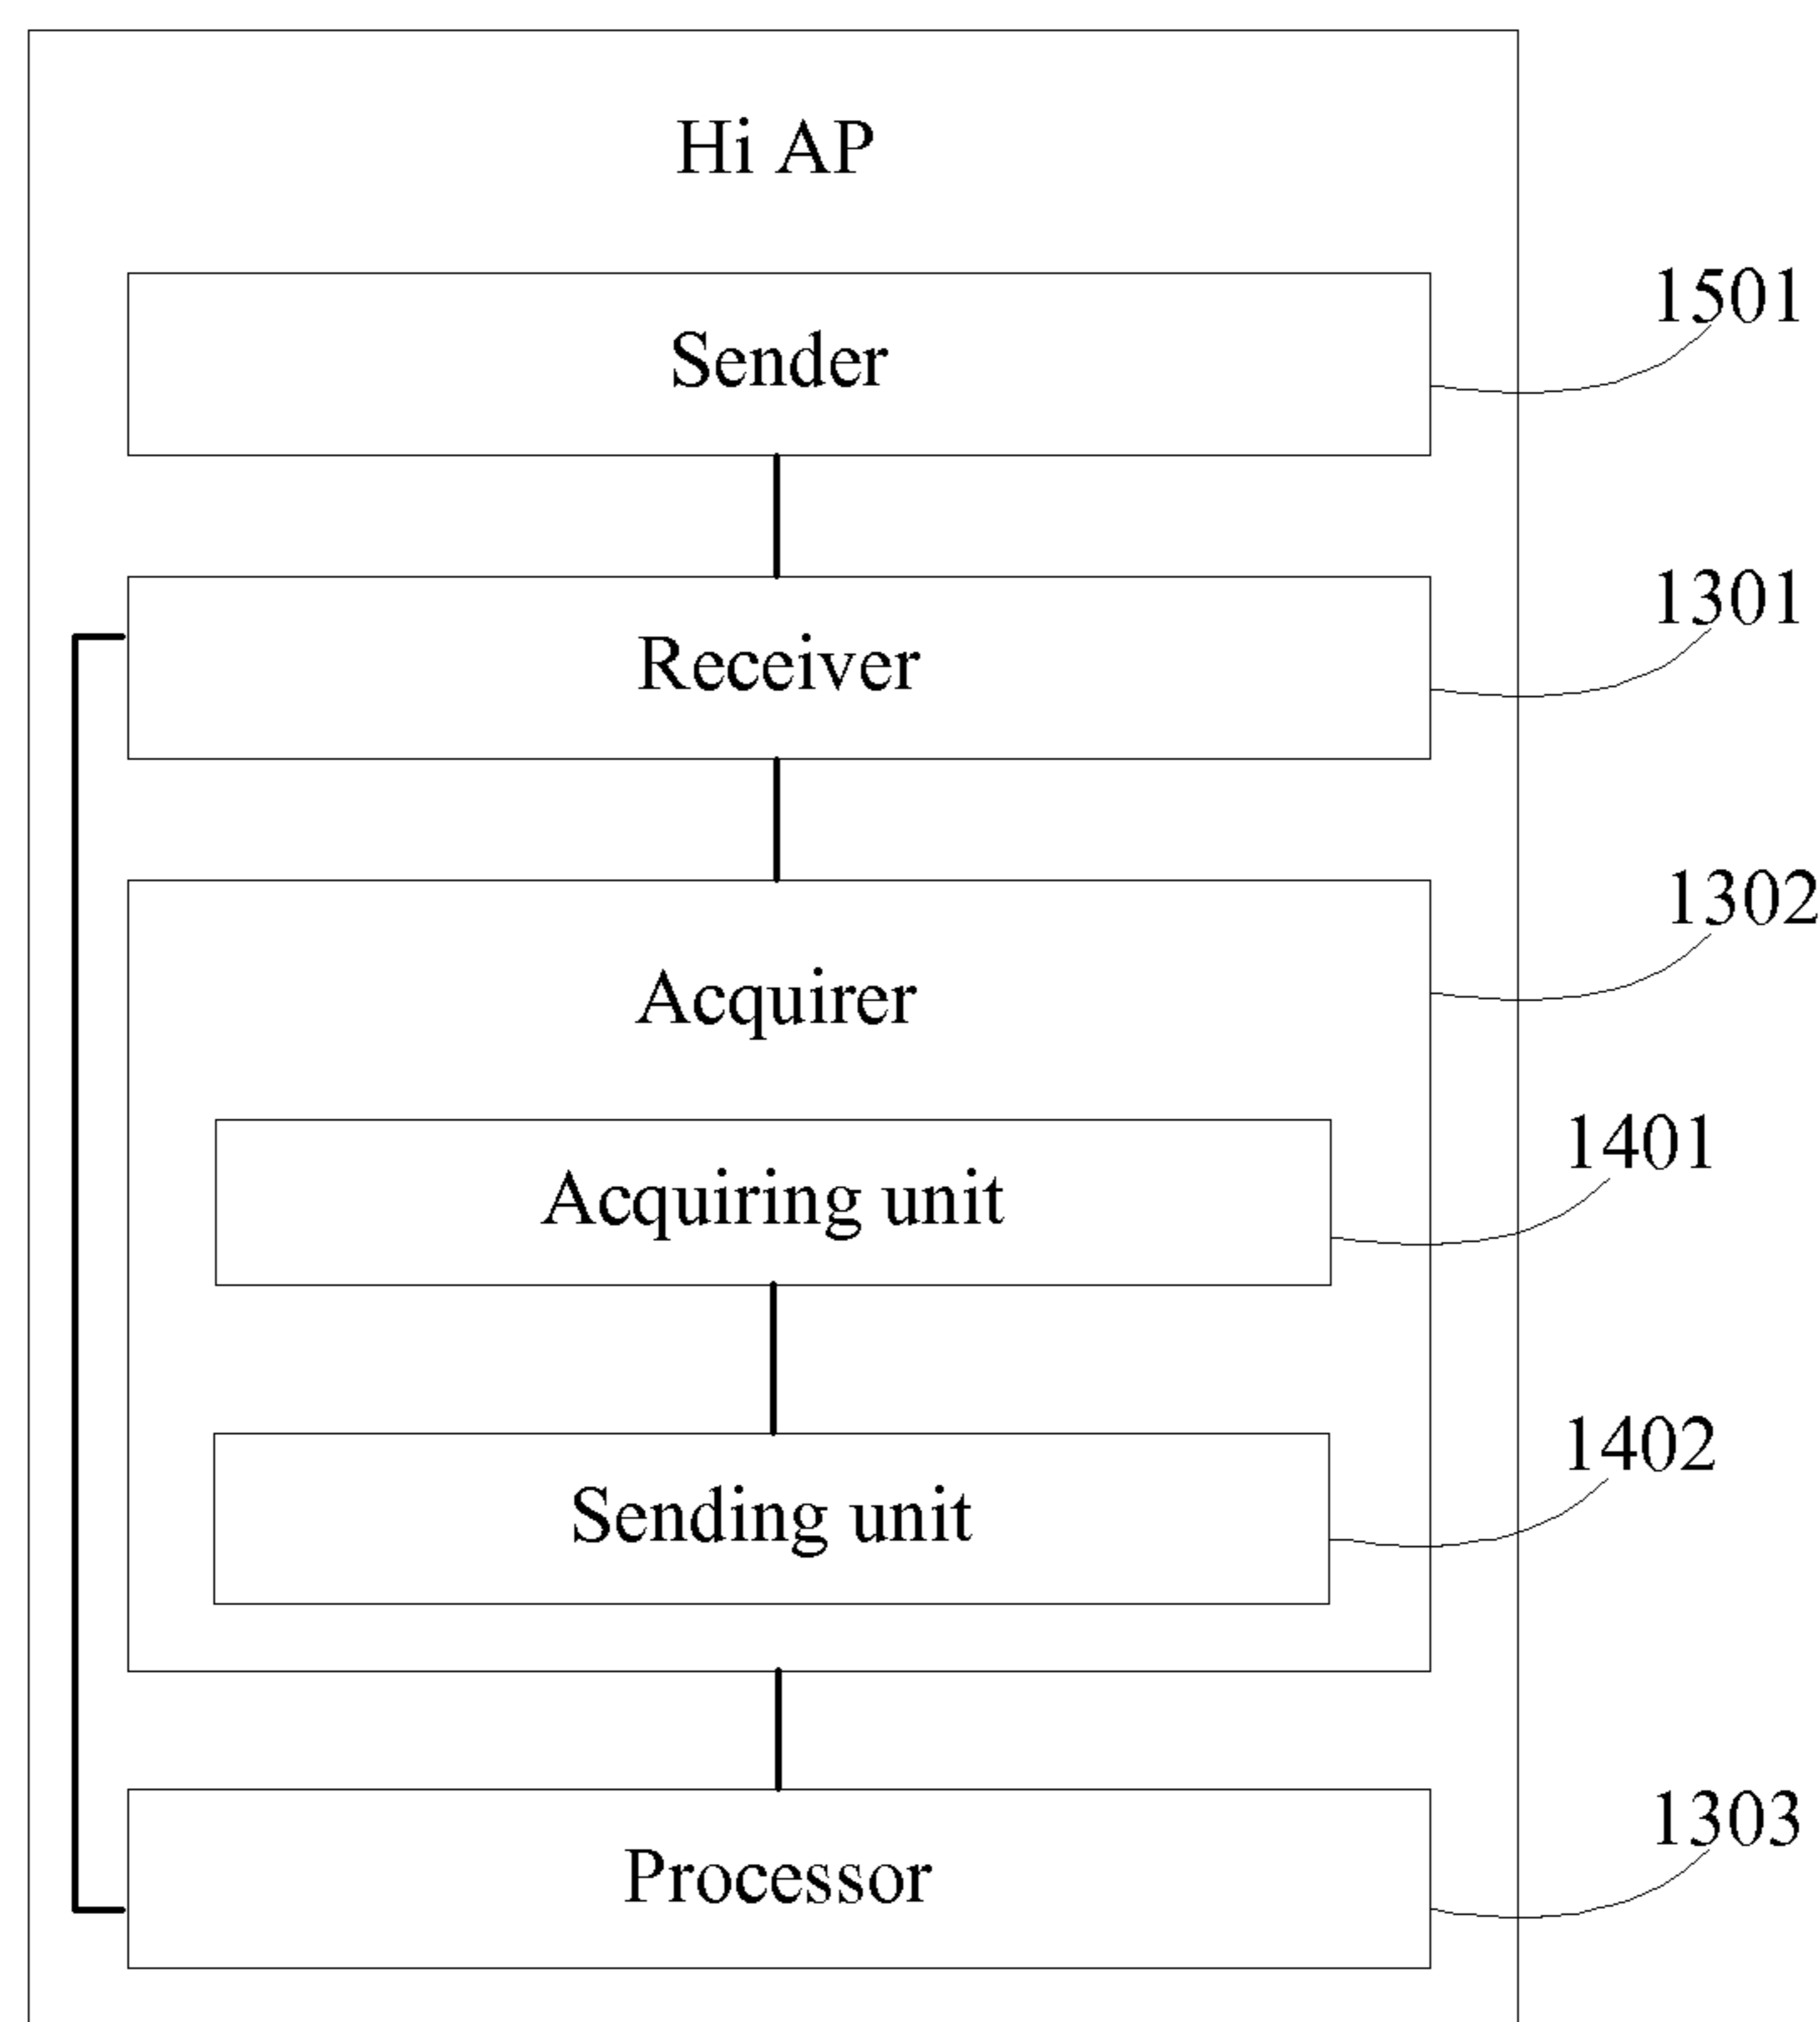 Hi AP
Sender
1501
Receiver
1301
Acquirer
1302
Acquiring unit
1401
Sending unit
1402
Processor
1303